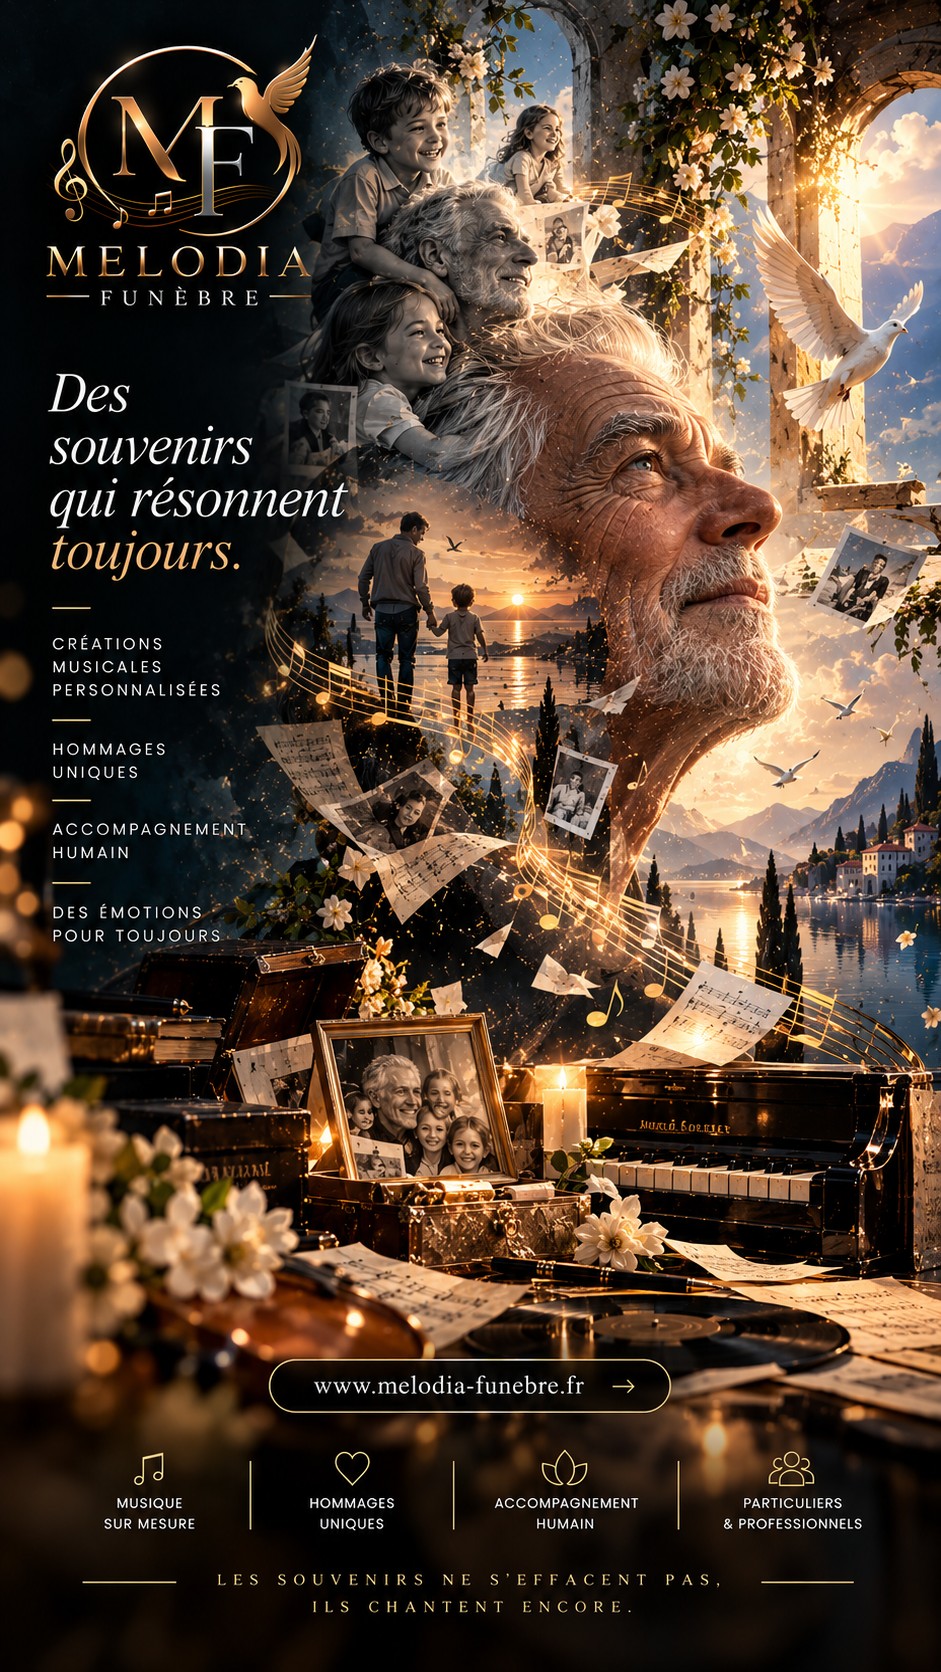 MF
MELODIA
FUNÈBRE
Des
souvenirs
qui résonnent
toujours.
CRÉATIONS
MUSICALES
PERSONNALISÉES
HOMMAGES
UNIQUES
ACCOMPAGNEMENT
HUMAIN
DES ÉMOTIONS
POUR TOUJOURS
www.melodia-funebre.fr →
MUSIQUE
SUR MESURE
HOMMAGES
UNIQUES
ACCOMPAGNEMENT
HUMAIN
PARTICULIERS
& PROFESSIONNELS
LES SOUVENIRS NE S'EFFACENT PAS,
ILS CHANTENT ENCORE.